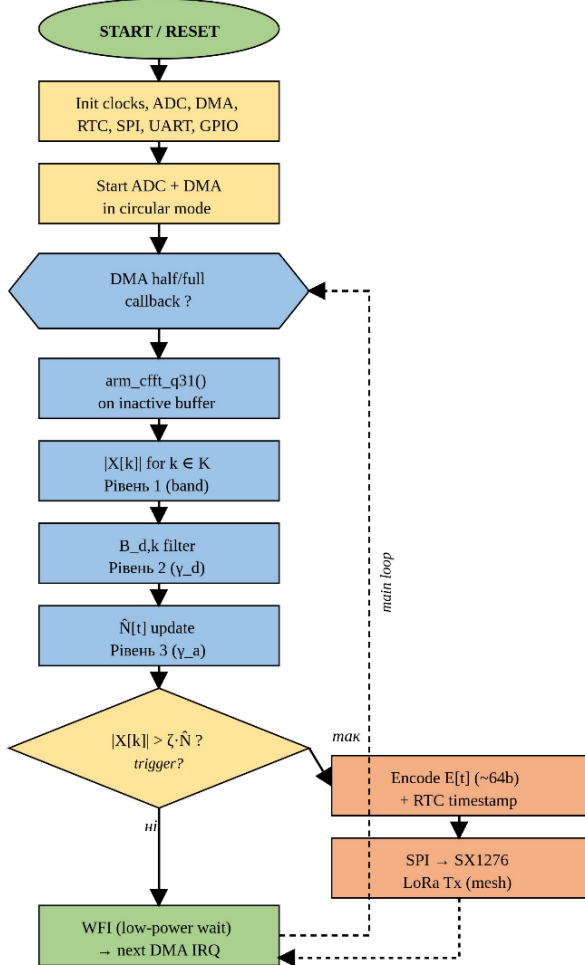 START / RESET
Init clocks, ADC, DMA,
RTC, SPI, UART, GPIO
Start ADC + DMA
in circular mode
DMA half/full
callback ?
arm_cfft_q31()
on inactive buffer
|X[k]| for k ∈ K
Рівень 1 (band)
B_d,k filter
Рівень 2 (γ_d)
main loop
N̂[t] update
Рівень 3 (γ_a)
|X[k]| > ζ·N̂ ?
trigger?
так
ні
Encode E[t] (~64b)
+ RTC timestamp
SPI → SX1276
LoRa Tx (mesh)
WFI (low-power wait)
→ next DMA IRQ